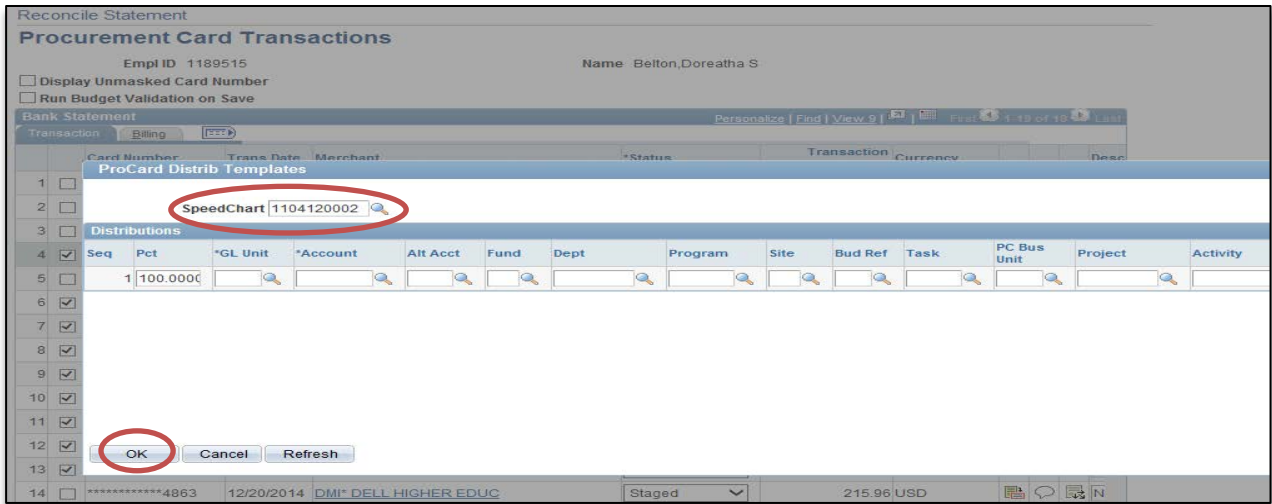 Reconcile Statement
Procurement Card Transactions
Empl ID 1189515 Name Belton,Doreatha S
Display Unmasked Card Number
Run Budget Validation on Save
Bank Statement Personalize | Find | View 9 | First 1-19 of 19 Last
Transaction Billing
Card Number Trans Date Merchant *Status Transaction Currency Desc
ProCard Distrib Templates
1
2 SpeedChart 1104120002
3 Distributions
4 Seq Pct *GL Unit *Account Alt Acct Fund Dept Program Site Bud Ref Task PC Bus Unit Project Activity
5 1 100.0000
6
7
8
9
10
11
12 OK Cancel Refresh
13
14 ************4863 12/20/2014 DMI* DELL HIGHER EDUC Staged 215.96 USD N